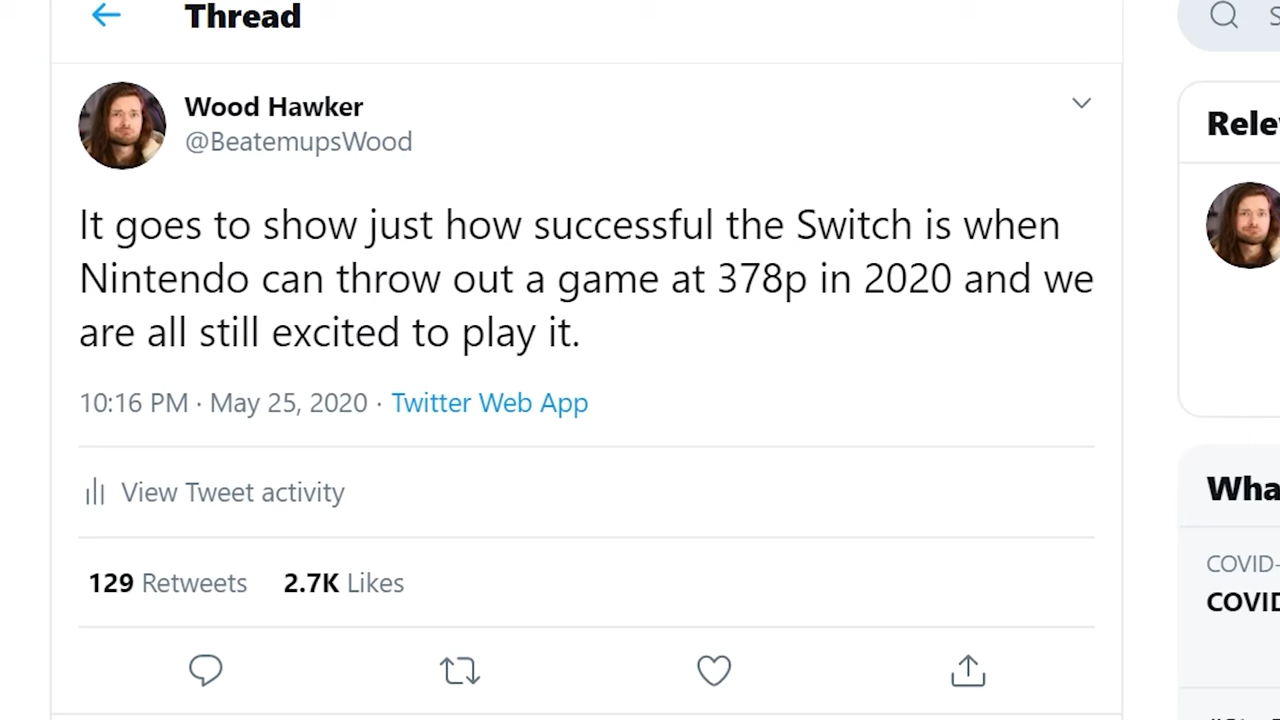 Thread
Wood Hawker
@BeatemupsWood
It goes to show just how successful the Switch is when
Nintendo can throw out a game at 378p in 2020 and we
are all still excited to play it.
10:16 PM · May 25, 2020 · Twitter Web App
View Tweet activity
129 Retweets 2.7K Likes
S
Rele
Wha
COVID-
COVID